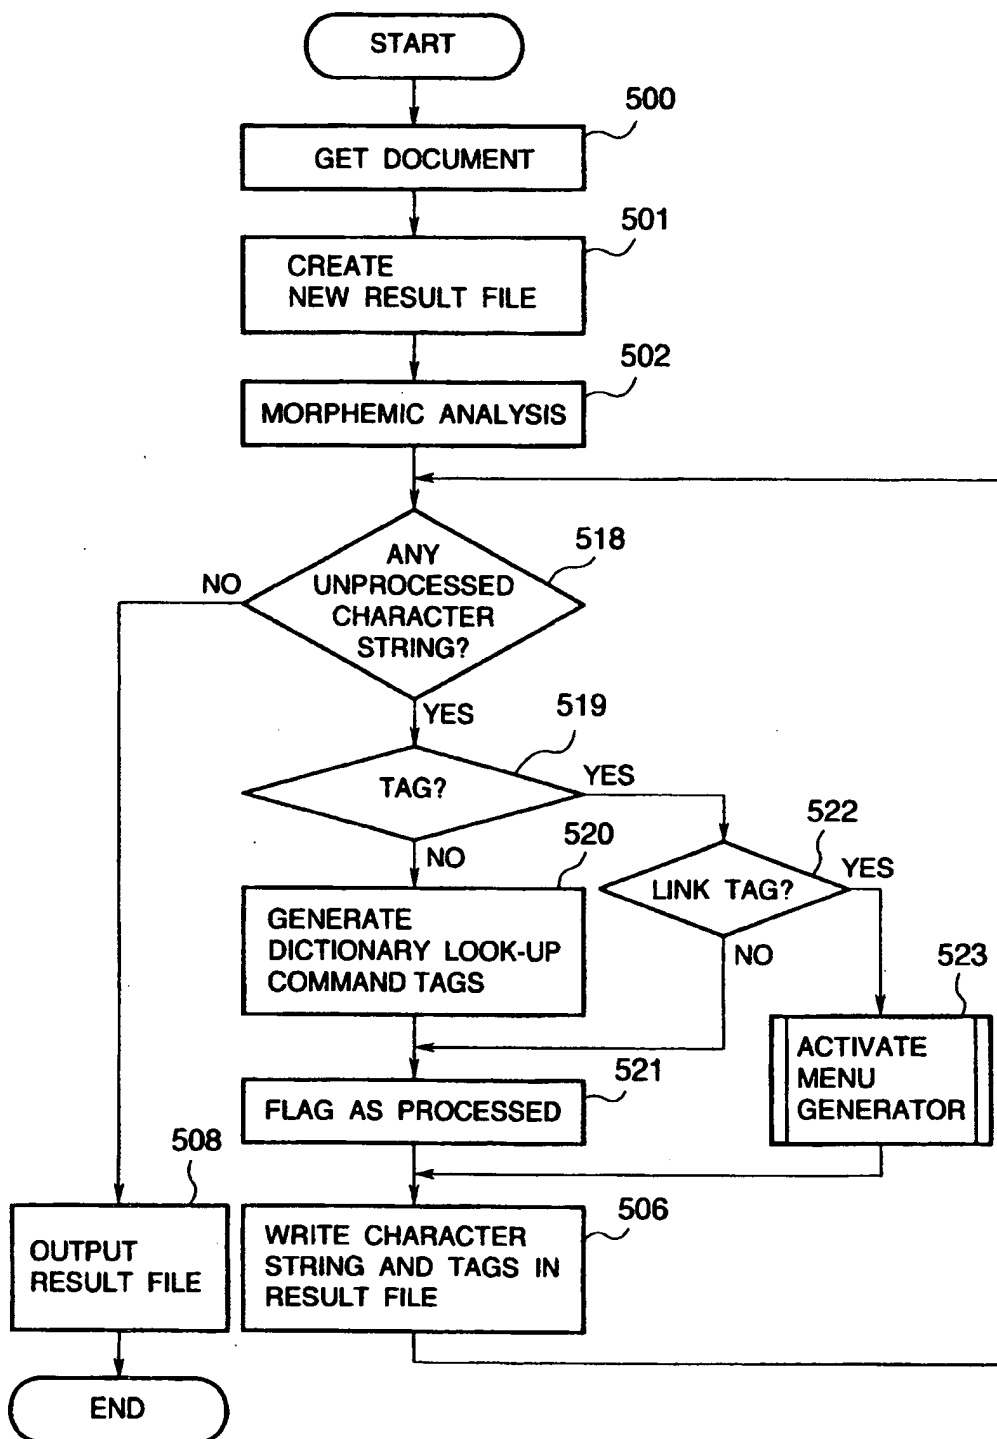 START
500
GET DOCUMENT
501
CREATE
NEW RESULT FILE
502
MORPHEMIC ANALYSIS
518
ANY
UNPROCESSED
CHARACTER
STRING?
NO
YES
519
TAG?
YES
NO
522
LINK TAG?
YES
NO
520
GENERATE
DICTIONARY LOOK-UP
COMMAND TAGS
523
ACTIVATE
MENU
GENERATOR
521
FLAG AS PROCESSED
508
OUTPUT
RESULT FILE
506
WRITE CHARACTER
STRING AND TAGS IN
RESULT FILE
END